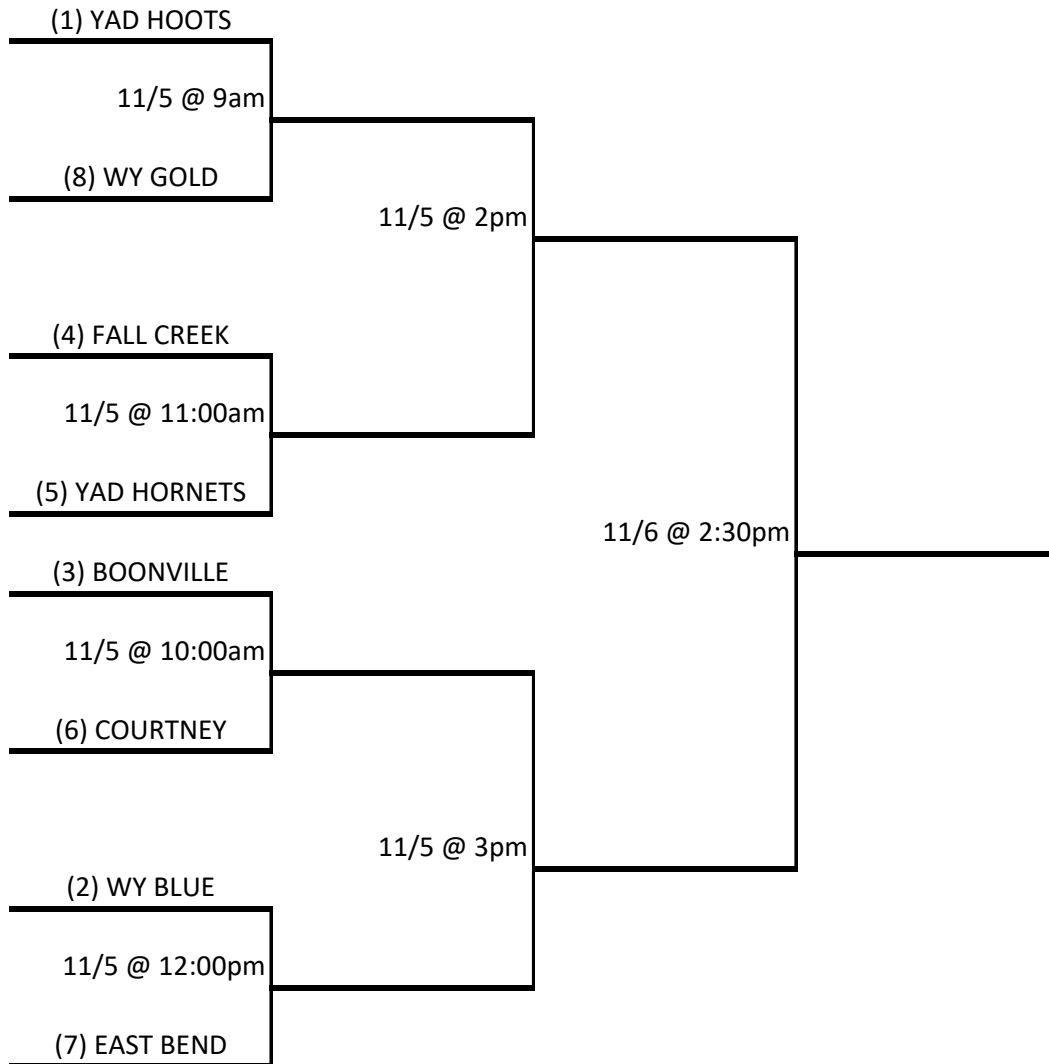 (1) YAD HOOTS
11/5 @ 9am
(8) WY GOLD
11/5 @ 2pm
(4) FALL CREEK
11/5 @ 11:00am
(5) YAD HORNETS
11/6 @ 2:30pm
(3) BOONVILLE
11/5 @ 10:00am
(6) COURTNEY
11/5 @ 3pm
(2) WY BLUE
11/5 @ 12:00pm
(7) EAST BEND